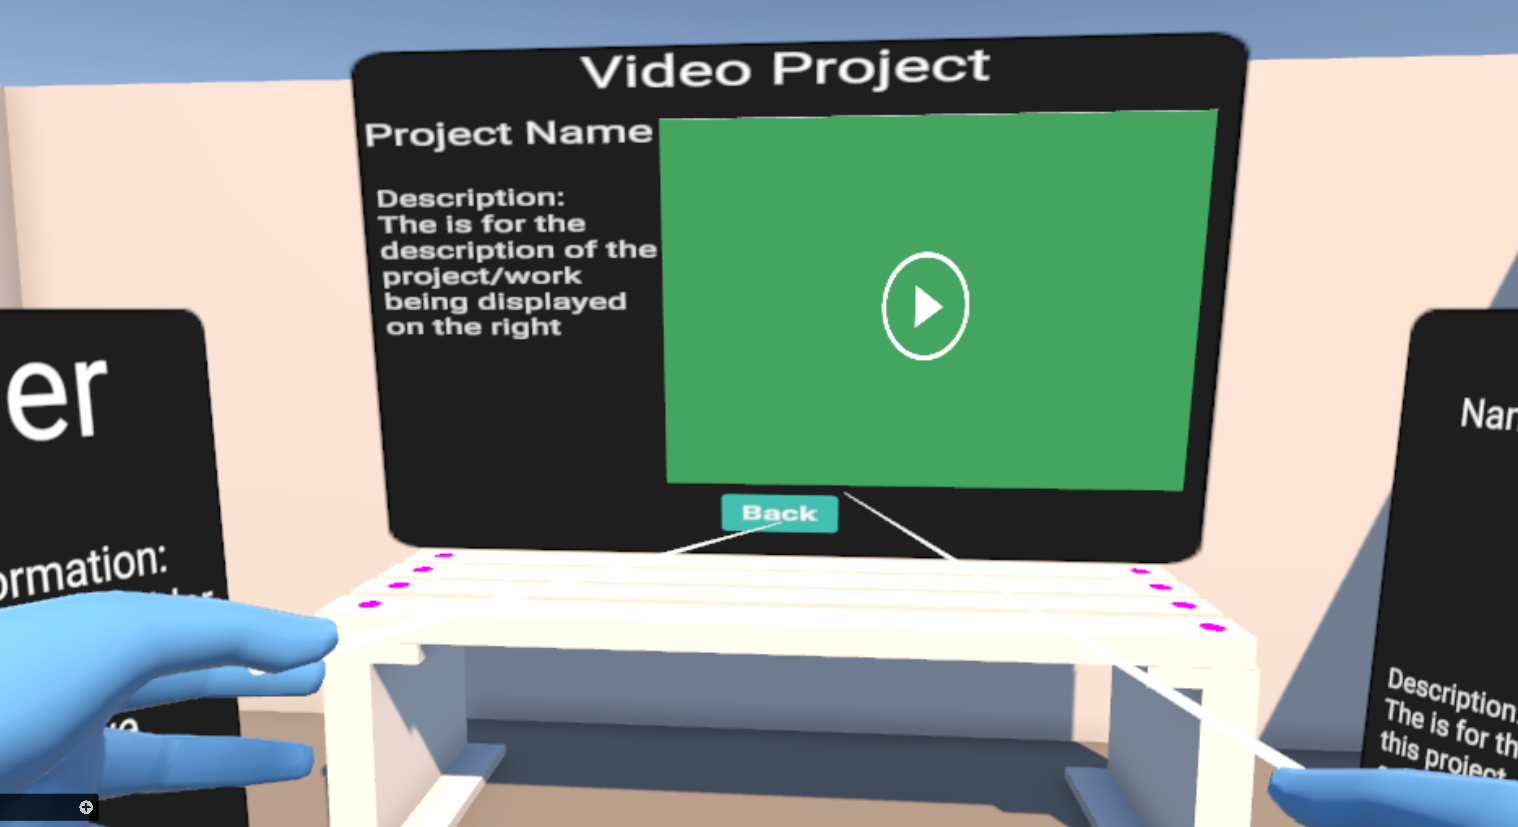 Video Project
Project Name
Description:
The is for the
description of the
project/work
being displayed
on the right
Back
er
ormation:
Nar
Description:
The is for th
this project